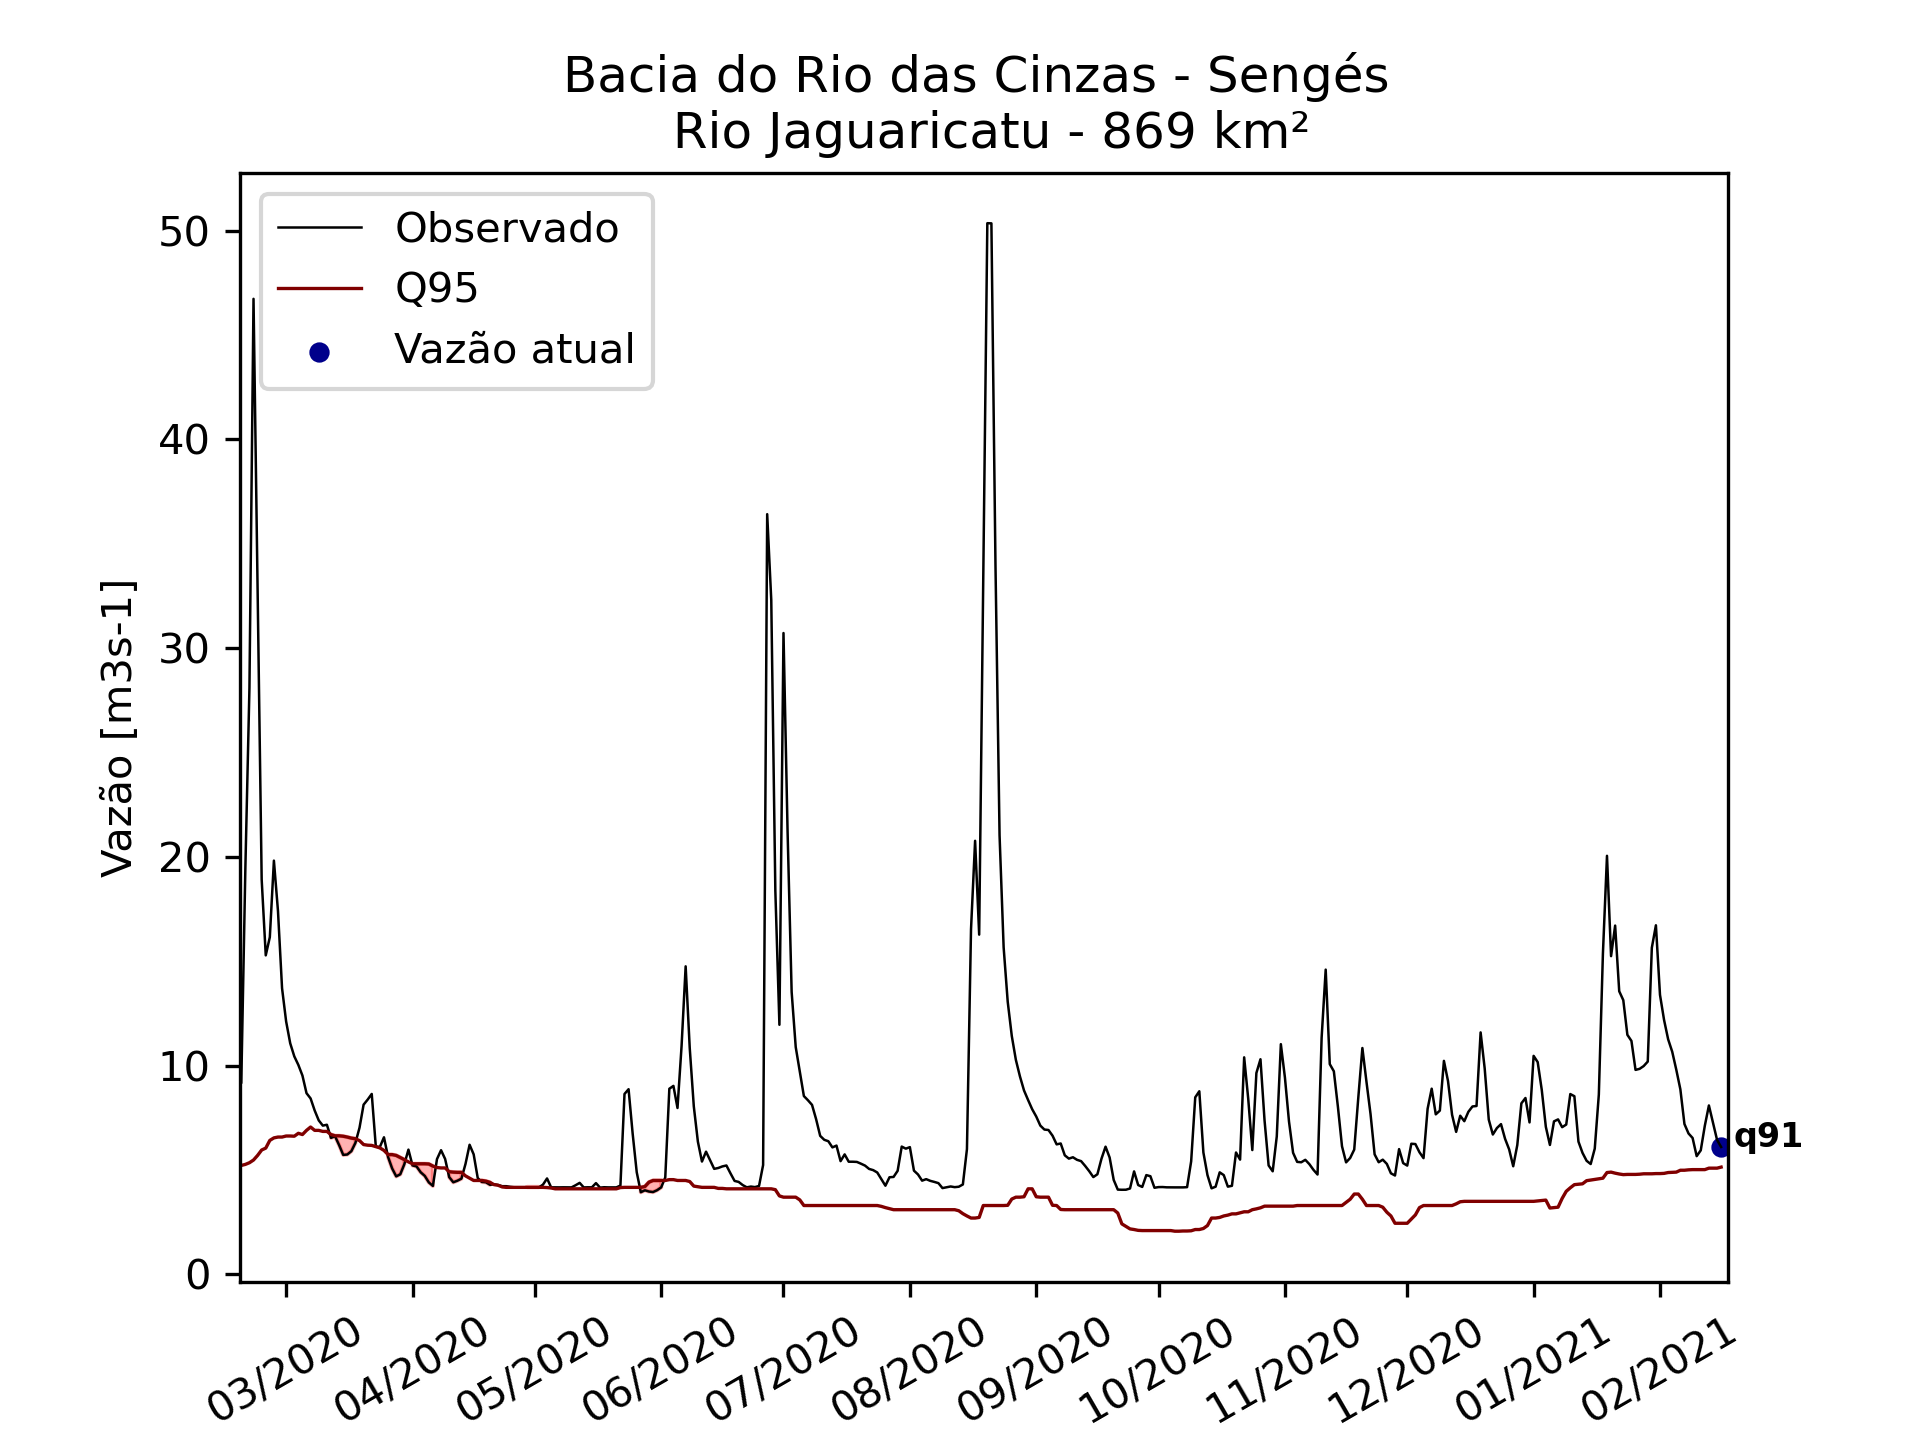 Bacia do Rio das Cinzas - Sengés
Rio Jaguaricatu - 869 km²
Observado
Q95
Vazão atual
Vazão [m3s-1]
50
40
30
20
10
0
q91
03/2020
04/2020
05/2020
06/2020
07/2020
08/2020
09/2020
10/2020
11/2020
12/2020
01/2021
02/2021